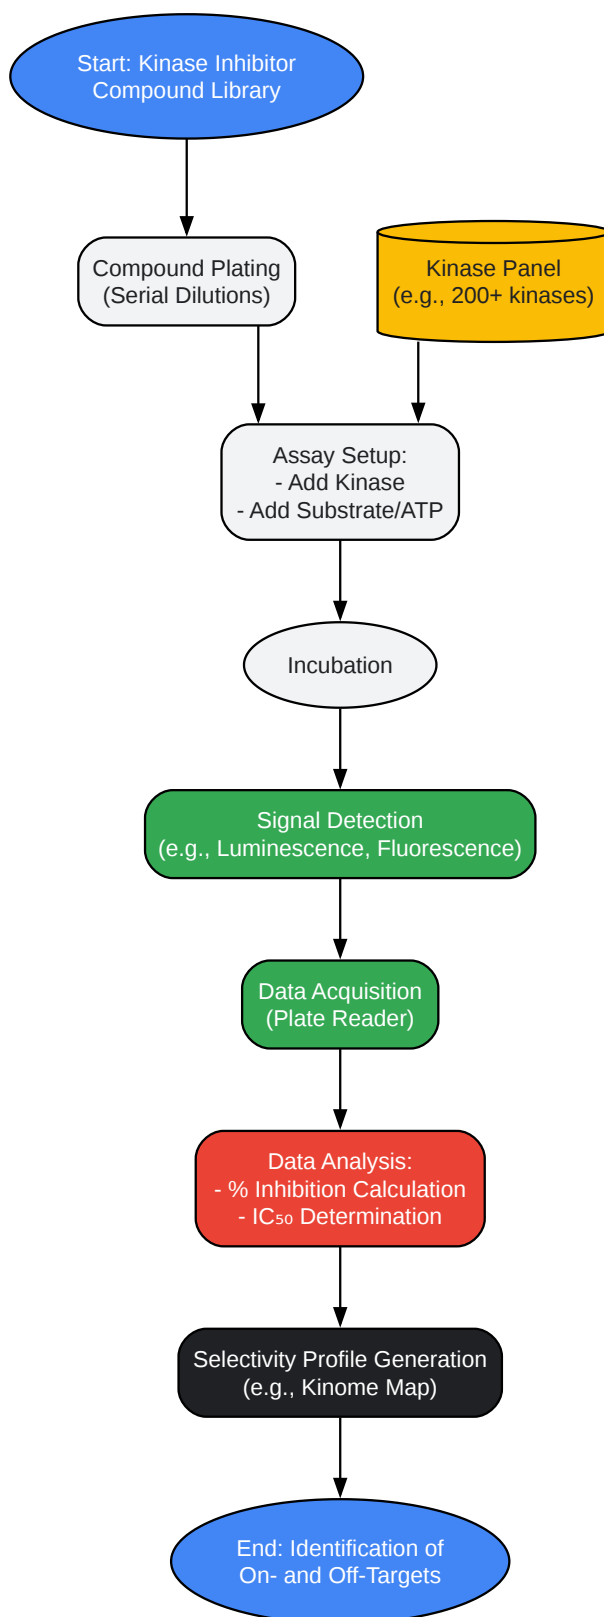 Start: Kinase Inhibitor
Compound Library
Compound Plating
(Serial Dilutions)
Kinase Panel
(e.g., 200+ kinases)
Assay Setup:
- Add Kinase
- Add Substrate/ATP
Incubation
Signal Detection
(e.g., Luminescence, Fluorescence)
Data Acquisition
(Plate Reader)
Data Analysis:
- % Inhibition Calculation
- IC₅₀ Determination
Selectivity Profile Generation
(e.g., Kinome Map)
End: Identification of
On- and Off-Targets